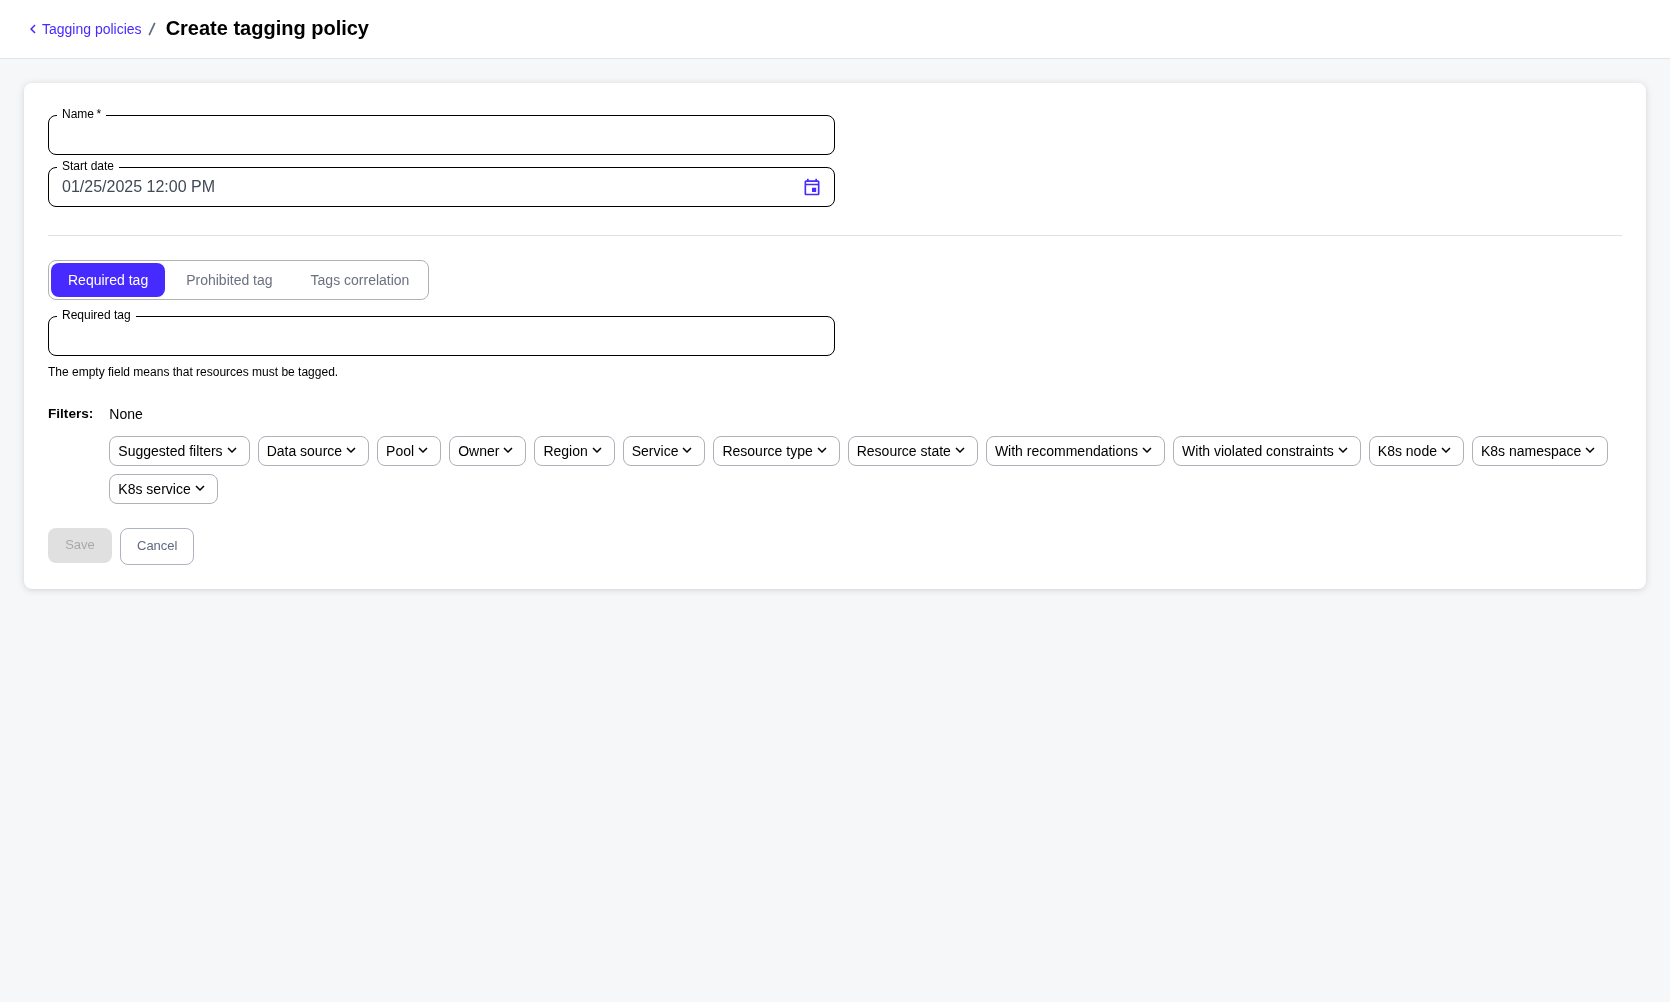 Tagging policies / Create tagging policy
Name *
Start date
01/25/2025 12:00 PM
Required tag Prohibited tag Tags correlation
Required tag
The empty field means that resources must be tagged.
Filters: None
Suggested filters Data source Pool Owner Region Service Resource type Resource state With recommendations With violated constraints K8s node K8s namespace
K8s service
Save Cancel